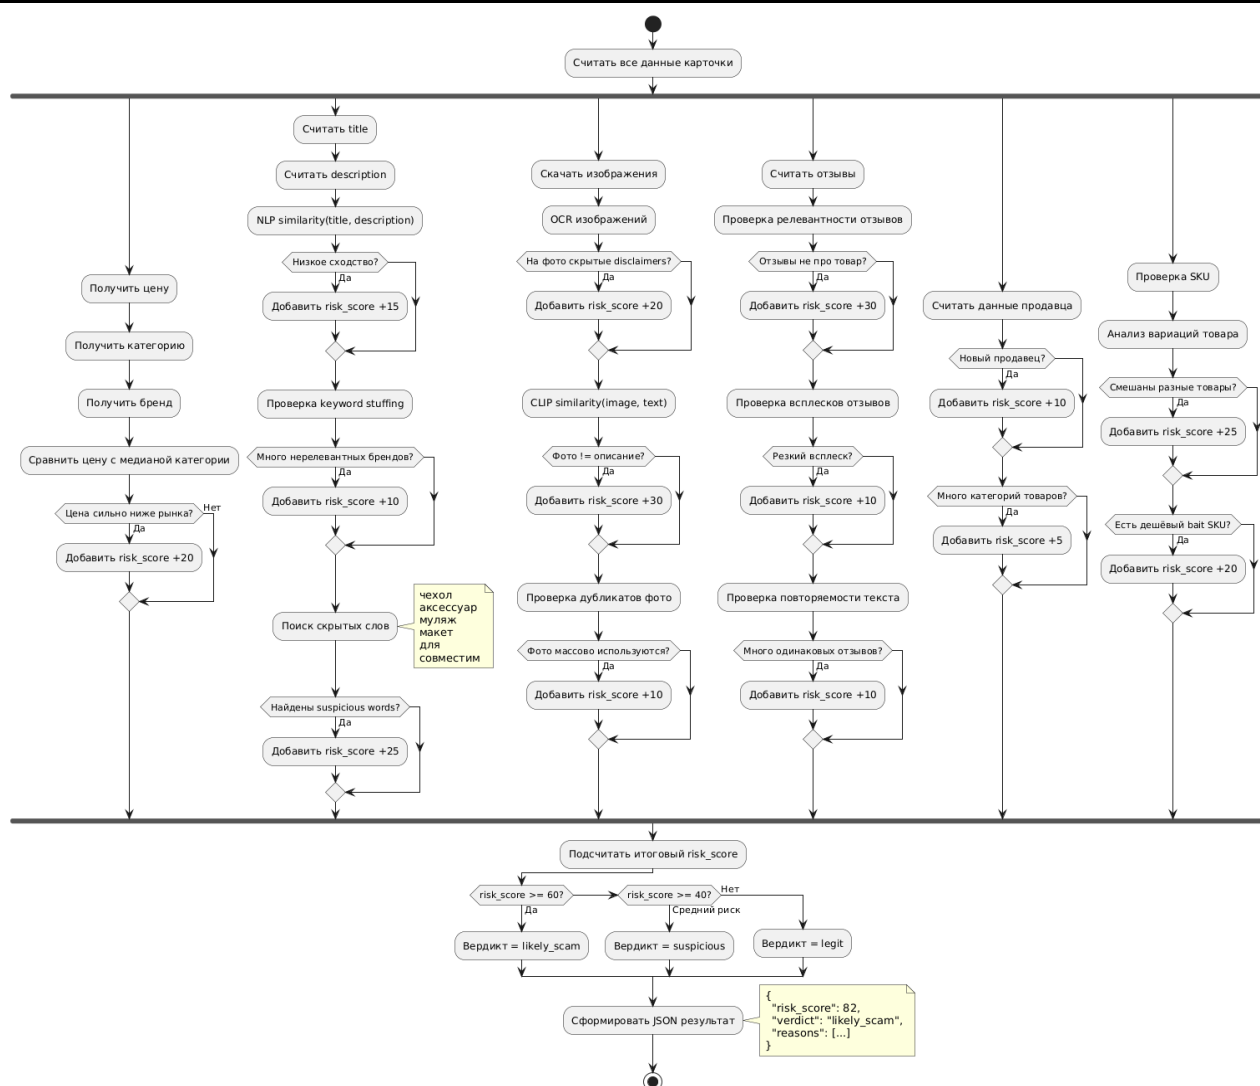 Считать все данные карточки
Получить цену
Получить категорию
Получить бренд
Сравнить цену с медианой категории
Цена сильно ниже рынка?
Нет
Да
Добавить risk_score +20
Считать title
Считать description
NLP similarity(title, description)
Низкое сходство?
Да
Добавить risk_score +15
Проверка keyword stuffing
Много нерелевантных брендов?
Да
Добавить risk_score +10
Поиск скрытых слов
чехол
аксессуар
муляж
макет
для
совместим
Найдены suspicious words?
Да
Добавить risk_score +25
Скачать изображения
OCR изображений
На фото скрытые disclaimers?
Да
Добавить risk_score +20
CLIP similarity(image, text)
Фото != описание?
Да
Добавить risk_score +30
Проверка дубликатов фото
Фото массово используются?
Да
Добавить risk_score +10
Считать отзывы
Проверка релевантности отзывов
Отзывы не про товар?
Да
Добавить risk_score +30
Проверка всплесков отзывов
Резкий всплеск?
Да
Добавить risk_score +10
Проверка повторяемости текста
Много одинаковых отзывов?
Да
Добавить risk_score +10
Считать данные продавца
Новый продавец?
Да
Добавить risk_score +10
Много категорий товаров?
Да
Добавить risk_score +5
Проверка SKU
Анализ вариаций товара
Смешаны разные товары?
Да
Добавить risk_score +25
Есть дешёвый bait SKU?
Да
Добавить risk_score +20
Подсчитать итоговый risk_score
risk_score >= 60?
Да
risk_score >= 40?
Нет
Средний риск
Вердикт = likely_scam
Вердикт = suspicious
Вердикт = legit
Сформировать JSON результат
{
"risk_score": 82,
"verdict": "likely_scam",
"reasons": [...]
}